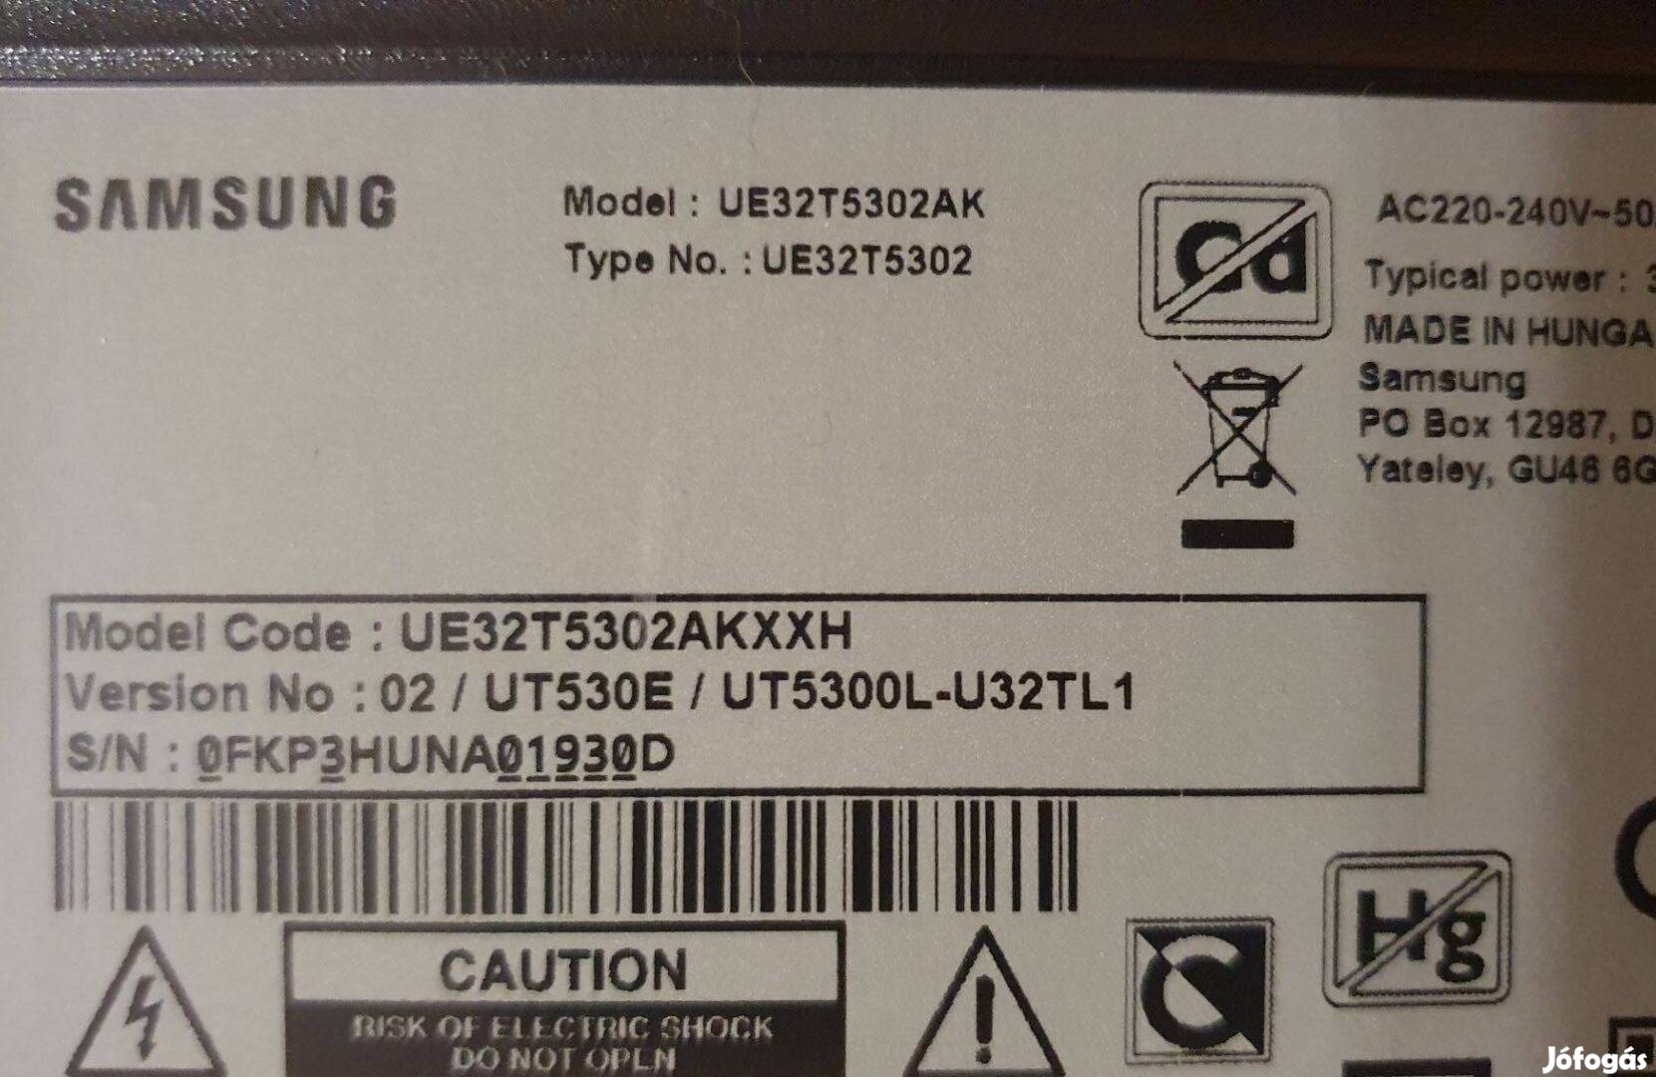 SAMSUNG
Model : UE32T5302AK
Type No. : UE32T5302
Cd
AC220-240V~50
Typical power : 3
MADE IN HUNGA
Samsung
PO Box 12987, D
Yateley, GU46 6G
Model Code : UE32T5302AKXXH
Version No : 02 / UT530E / UT5300L-U32TL1
S/N : 0FKP3HUNA01930D
CAUTION
RISK OF ELECTRIC SHOCK
DO NOT OPEN
Hg
Jófogás